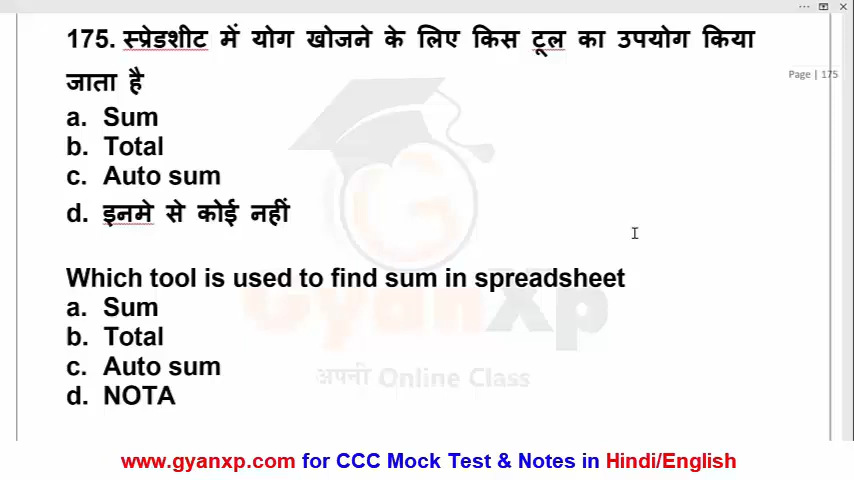 175. स्प्रेडशीट में योग खोजने के लिए किस टूल का उपयोग किया
जाता है
Page | 175
a. Sum
b. Total
c. Auto sum
d. इनमे से कोई नहीं
Which tool is used to find sum in spreadsheet
a. Sum
b. Total
c. Auto sum
d. NOTA
GyanXp
अपनी Online Class
www.gyanxp.com for CCC Mock Test & Notes in Hindi/English